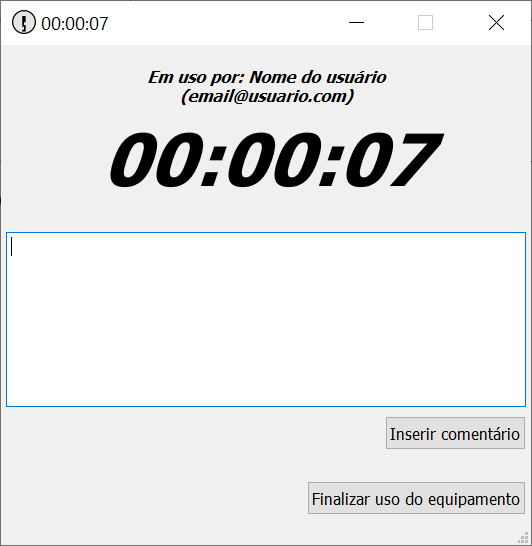 00:00:07
Em uso por: Nome do usuário
(email@usuario.com)
00:00:07
Inserir comentário
Finalizar uso do equipamento